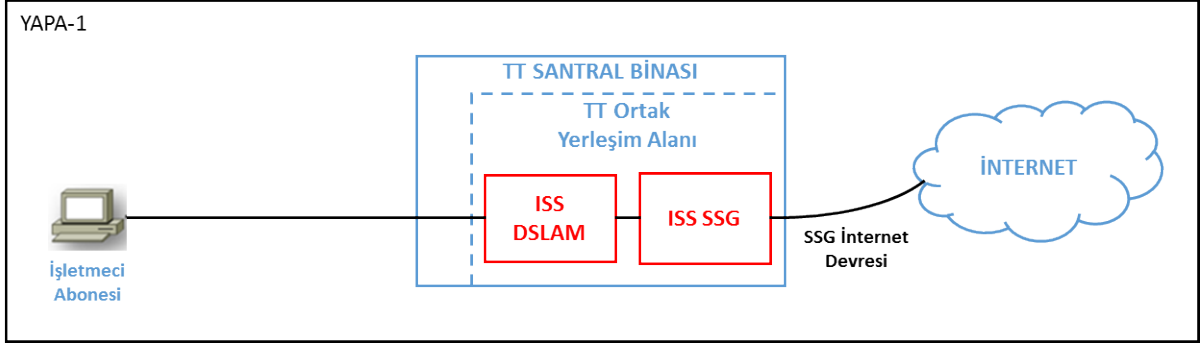 YAPA-1
TT SANTRAL BİNASI
TT Ortak
Yerleşim Alanı
ISS
DSLAM
ISS SSG
İNTERNET
SSG İnternet
Devresi
İşletmeci
Abonesi